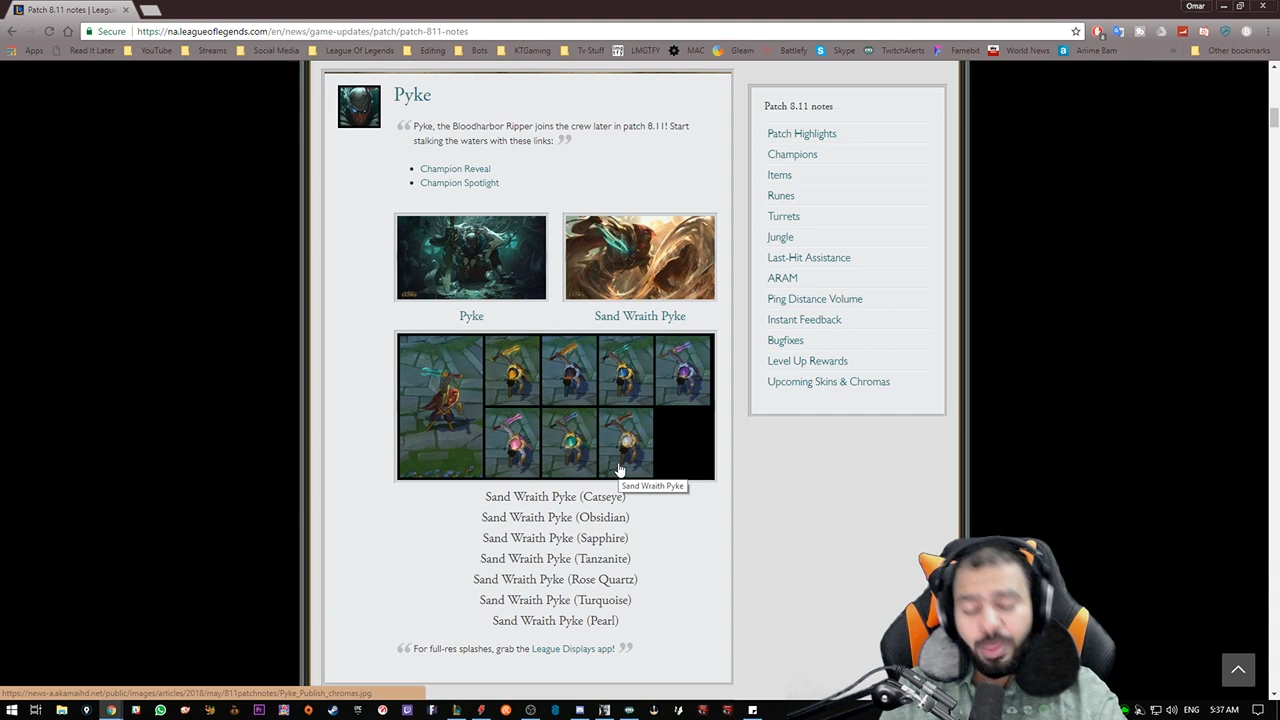 Patch 8.11 notes | Leagu
Omar
Secure
https://na.leagueoflegends.com/en/news/game-updates/patch/patch-811-notes
Apps
Read It Later
YouTube
Streams
Social Media
League Of Legends
Editing
Bots
KTGaming
Tv Stuff
LMGTFY
MAC
Gleam
Battlefy
Skype
TwitchAlerts
Famebit
World News
Anime Bam
»
Other bookmarks
Pyke
Pyke, the Bloodharbor Ripper joins the crew later in patch 8.11! Start
stalking the waters with these links:
Champion Reveal
Champion Spotlight
Pyke
Sand Wraith Pyke
Sand Wraith Pyke
Sand Wraith Pyke (Catseye)
Sand Wraith Pyke (Obsidian)
Sand Wraith Pyke (Sapphire)
Sand Wraith Pyke (Tanzanite)
Sand Wraith Pyke (Rose Quartz)
Sand Wraith Pyke (Turquoise)
Sand Wraith Pyke (Pearl)
For full-res splashes, grab the League Displays app!
Patch 8.11 notes
Patch Highlights
Champions
Items
Runes
Turrets
Jungle
Last-Hit Assistance
ARAM
Ping Distance Volume
Instant Feedback
Bugfixes
Level Up Rewards
Upcoming Skins & Chromas
https://news-a.akamaihd.net/public/images/articles/2018/may/811patchnotes/Pyke_Publish_chromas.jpg
ENG
5:37 AM